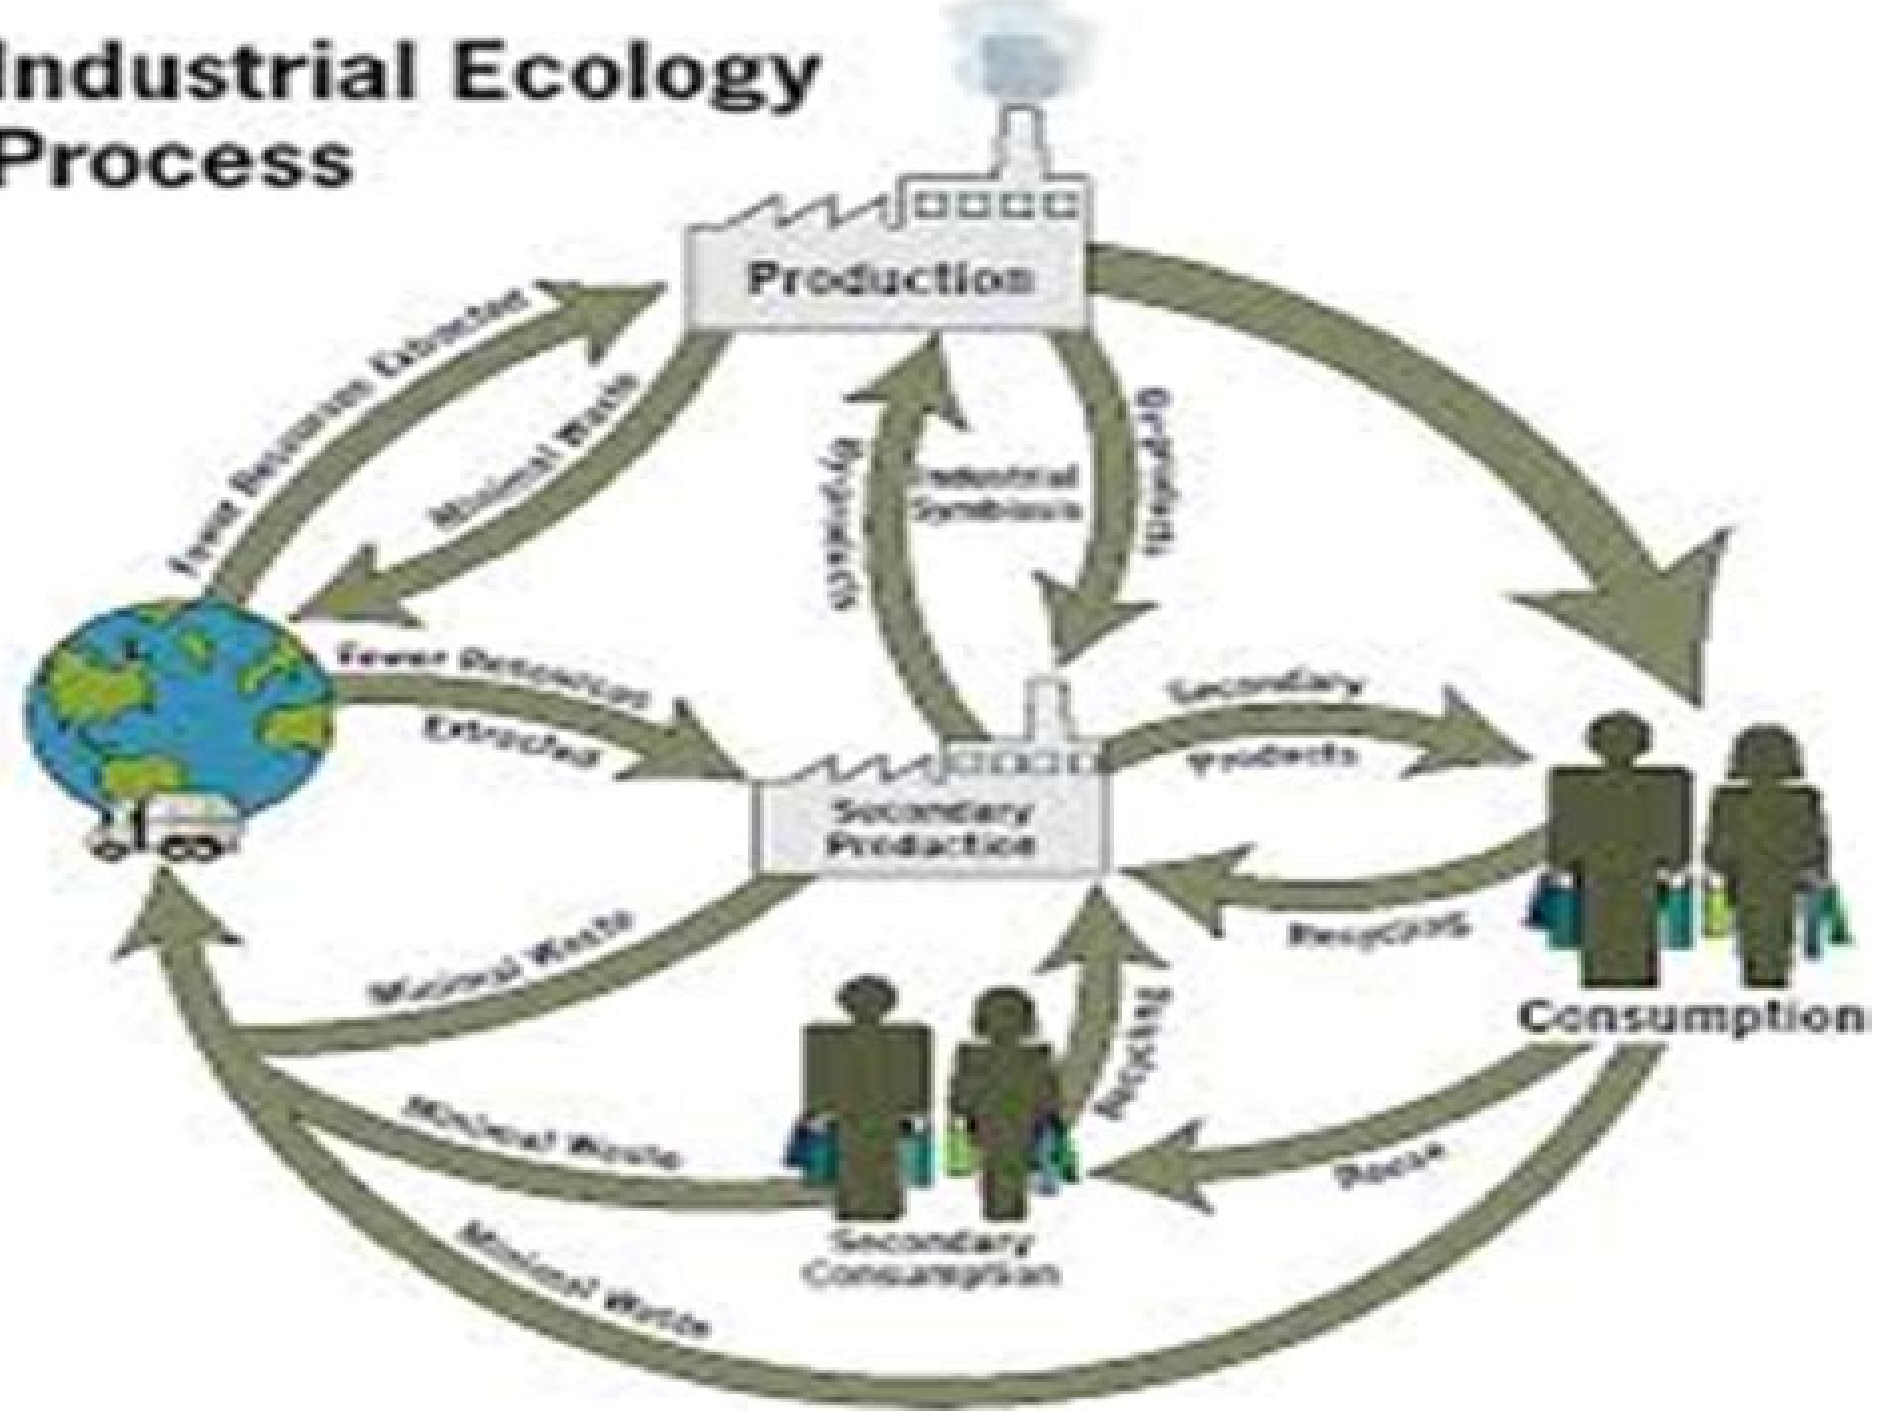 Industrial Ecology
Process
Production
Fewer Resources Extracted
Minimal Waste
Byproducts
Industrial
Symbiosis
Byproducts
Fewer Resources
Extracted
Secondary
Products
Secondary
Production
Recycling
Minimal Waste
Recycling
Consumption
Minimal Waste
Reuse
Secondary
Consumption
Minimal Waste